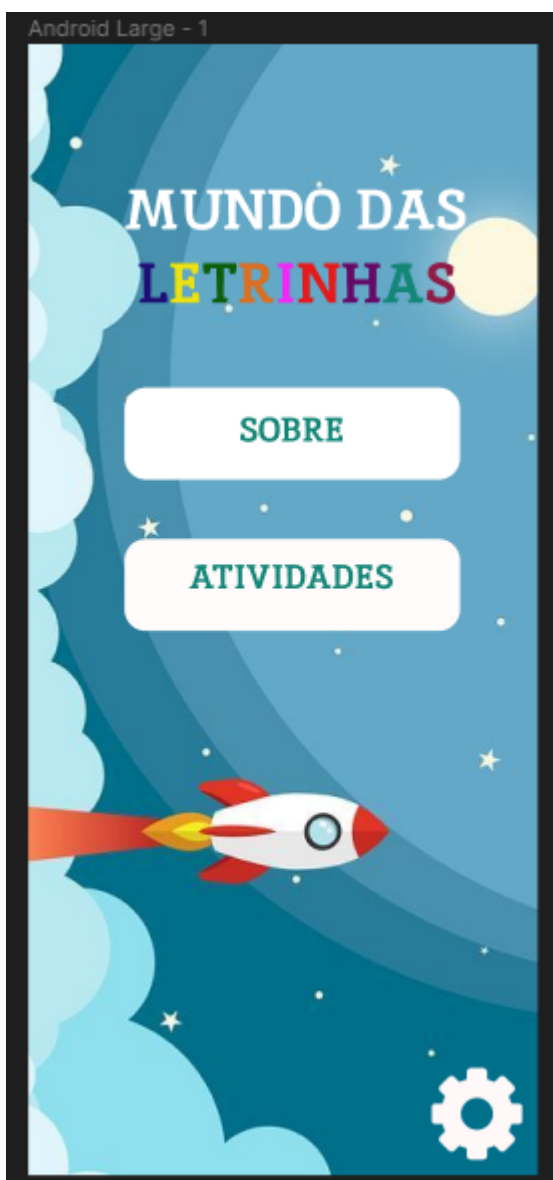 Android Large - 1
MUNDO DAS
LETRINHAS
SOBRE
ATIVIDADES